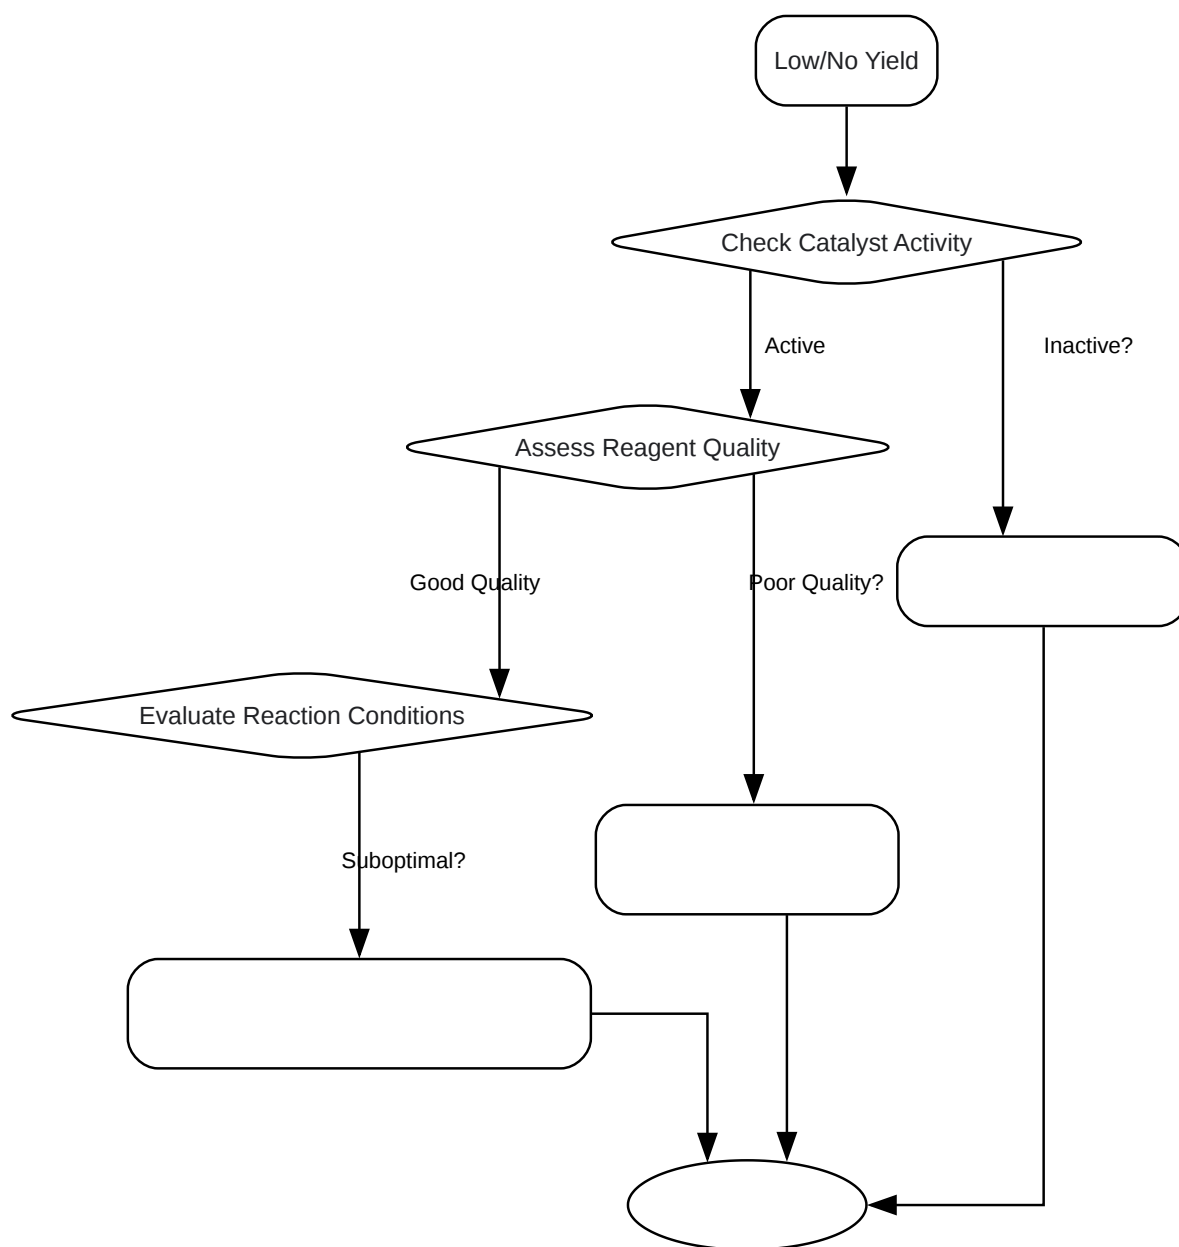 Low/No Yield
Check Catalyst Activity
Active
Inactive?
Assess Reagent Quality
Good Quality
Poor Quality?
Evaluate Reaction Conditions
Suboptimal?